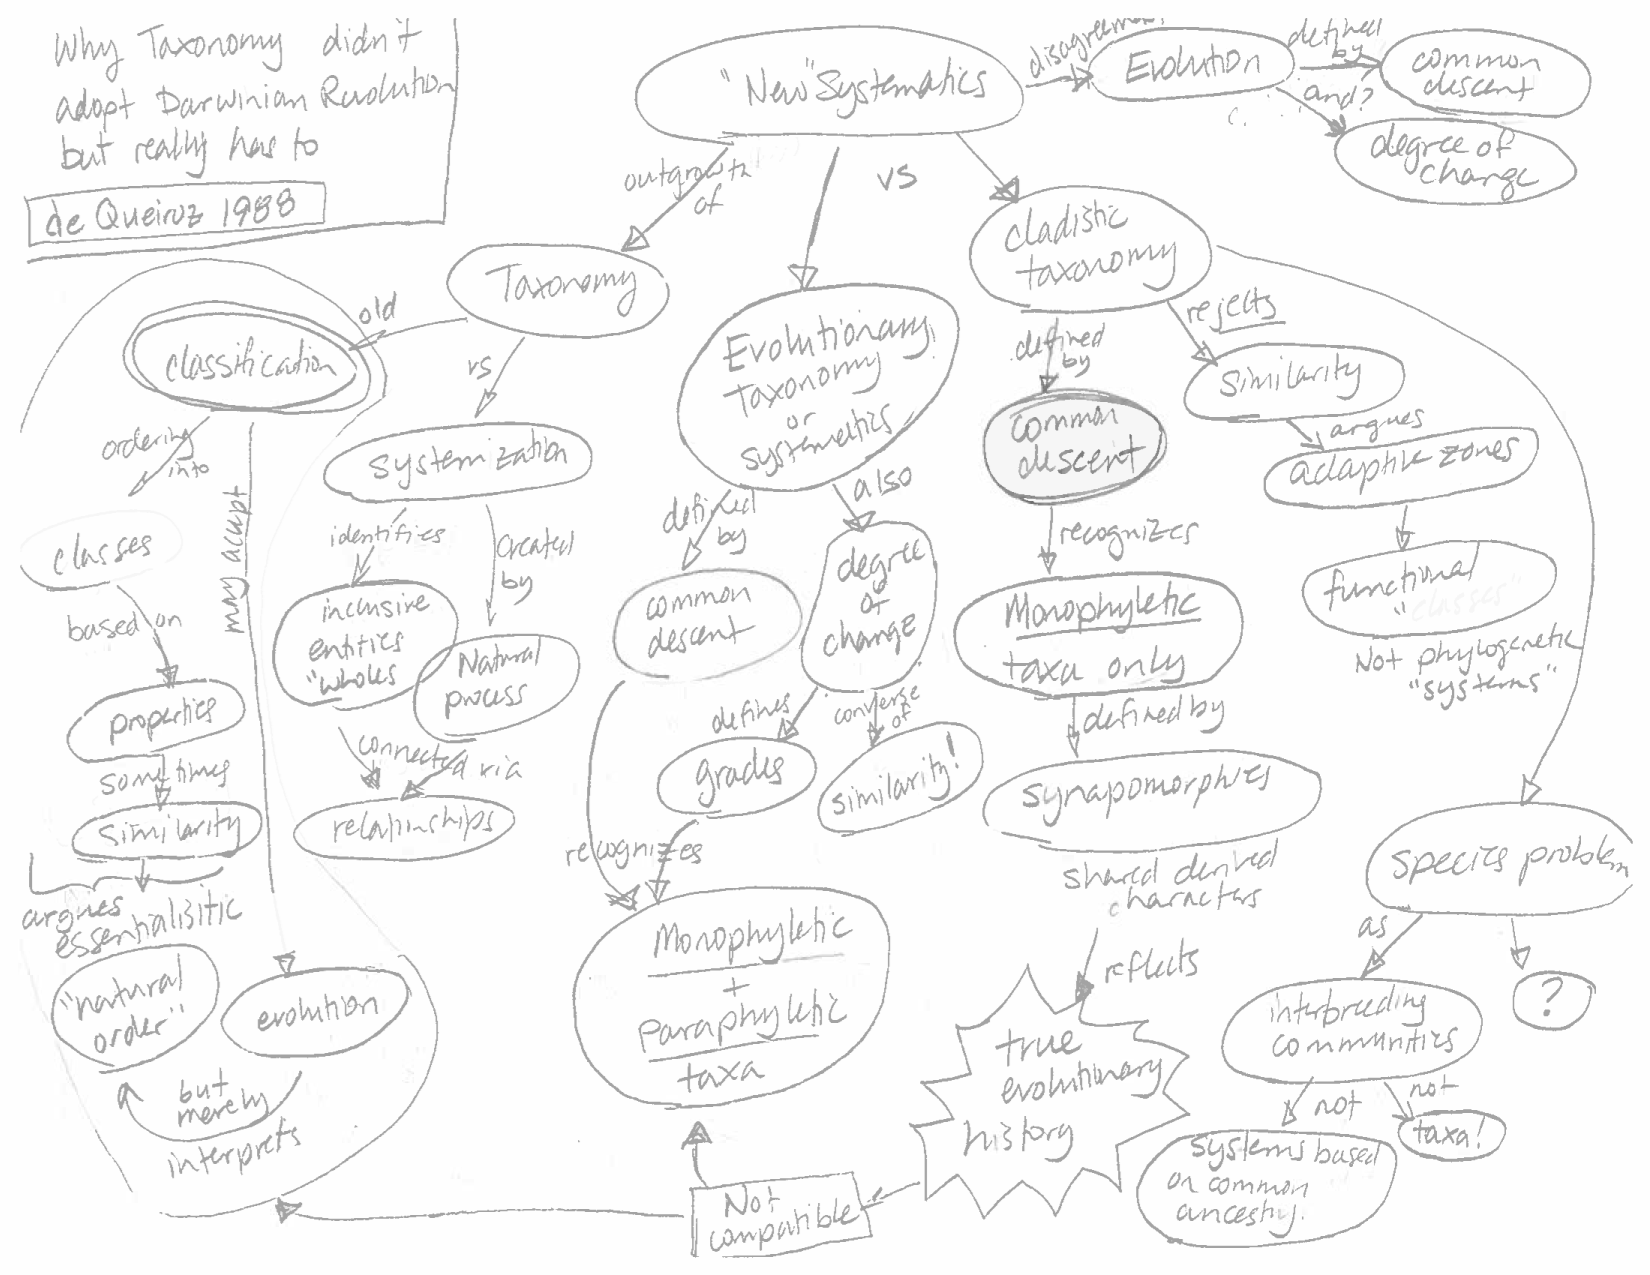 Why Taxonomy didn't
adopt Darwinian Revolution
but really has to
de Queiroz 1988
"New" Systematics
Evolution
defined
by
common
descent
and?
degree of
change
outgrowth
of
vs
Taxonomy
old
classification
ordering
into
classes
based on
properties
sometimes
similarity
argues
essentialisitic
"natural
order"
may accept
evolution
but
merely
interprets
vs
systemization
identifies
inclusive
entities
"wholes
created
by
Natural
process
connected via
relationships
Evolutionary
taxonomy
or
systematics
defined
by
common
descent
also
degree
of
change
defines
grades
converse
of
similarity!
recognizes
Monophyletic
+
Paraphyletic
taxa
cladistic
taxonomy
defined
by
common
descent
recognizes
Monophyletic
taxa only
defined by
synapomorphies
shared derived
characters
reflects
true
evolutionary
history
Not
compatible
rejects
similarity
argues
adaptive zones
functional
"classes"
Not phylogenetic
"systems"
species problem
as
interbreeding
communities
not
systems based
on common
ancestry.
not
taxa!
?